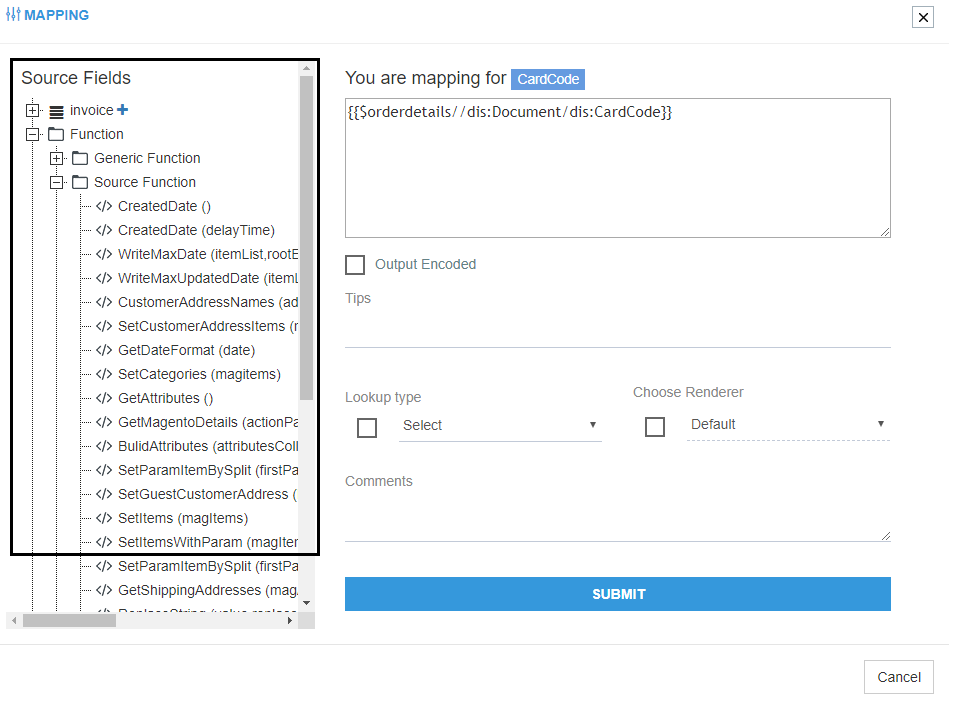 MAPPING
Source Fields
invoice
Function
Generic Function
Source Function
CreatedDate ()
CreatedDate (delayTime)
WriteMaxDate (itemList,rootE
WriteMaxUpdatedDate (itemL
CustomerAddressNames (ad
SetCustomerAddressItems (r
GetDateFormat (date)
SetCategories (magitems)
GetAttributes ()
GetMagentoDetails (actionPa
BulidAttributes (attributesColl
SetParamItemBySplit (firstPa
SetGuestCustomerAddress (
SetItems (magItems)
SetItemsWithParam (magIter
SetParamItemBySplit (firstPa
GetShippingAddresses (mag
ReplaceString (value,replace
You are mapping for CardCode
{{$orderdetails//dis:Document/dis:CardCode}}
Output Encoded
Tips
Lookup type
Select
Choose Renderer
Default
Comments
SUBMIT
Cancel